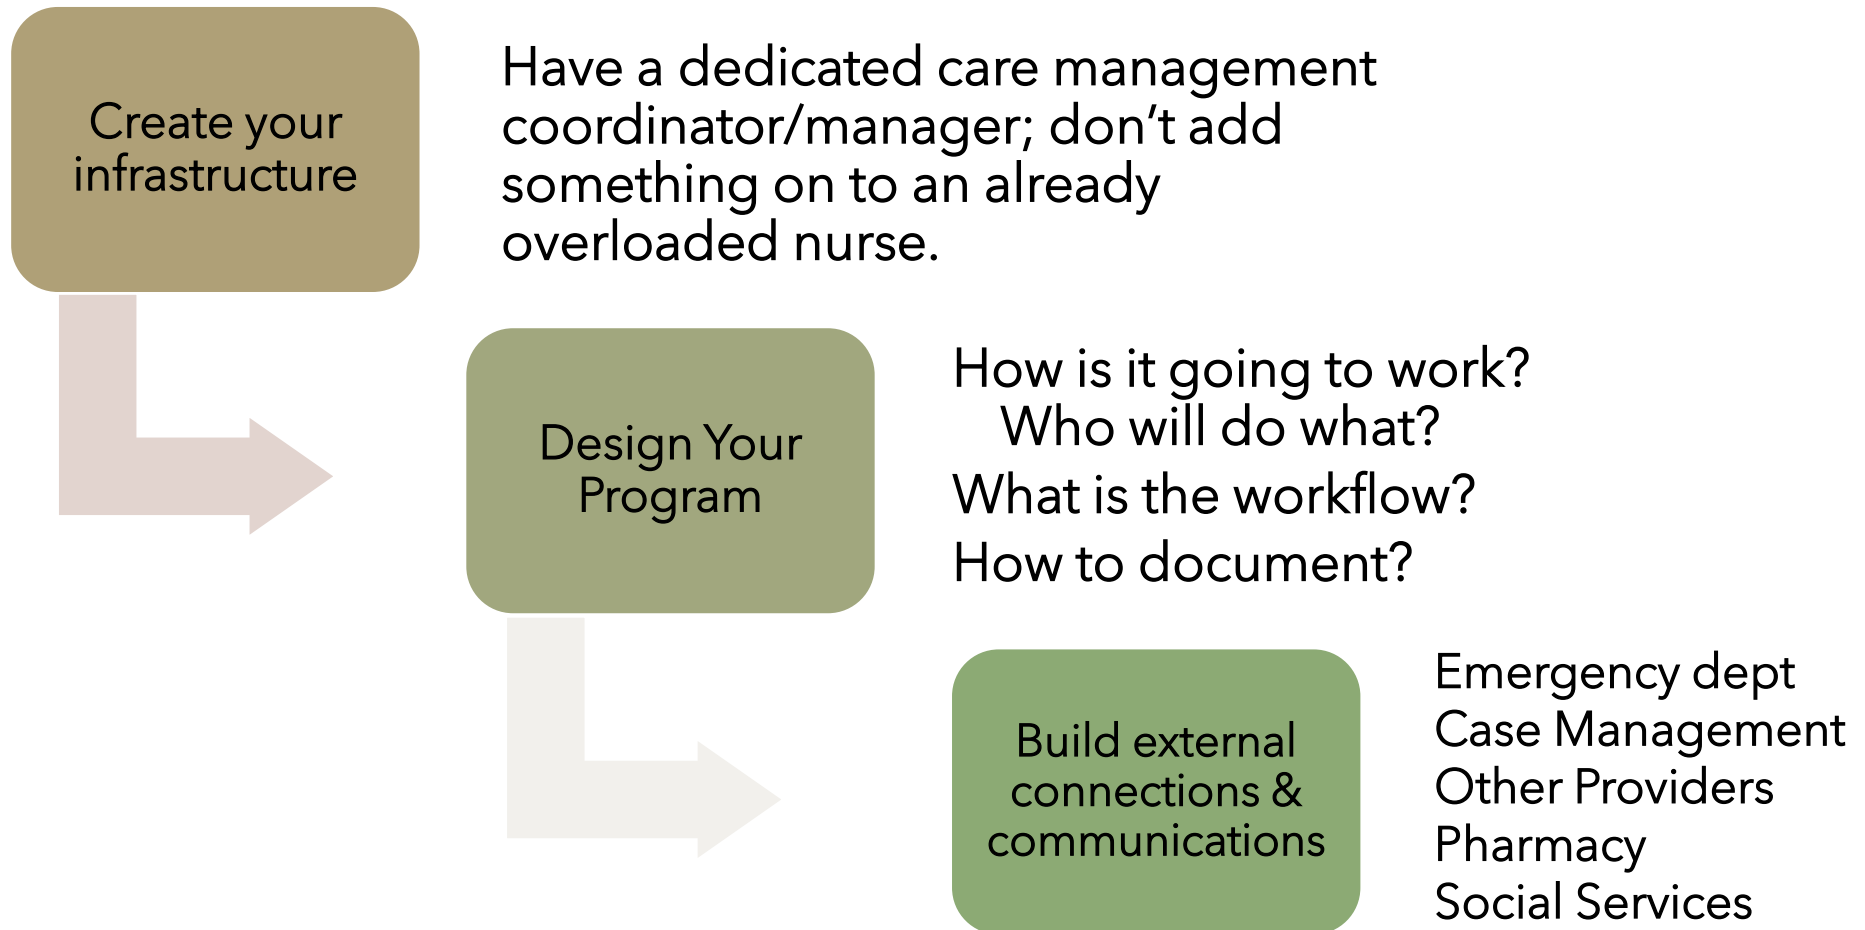 Create your
infrastructure
Have a dedicated care management
coordinator/manager; don’t add
something on to an already
overloaded nurse.
Design Your
Program
How is it going to work?
Who will do what?
What is the workflow?
How to document?
Build external
connections &
communications
Emergency dept
Case Management
Other Providers
Pharmacy
Social Services